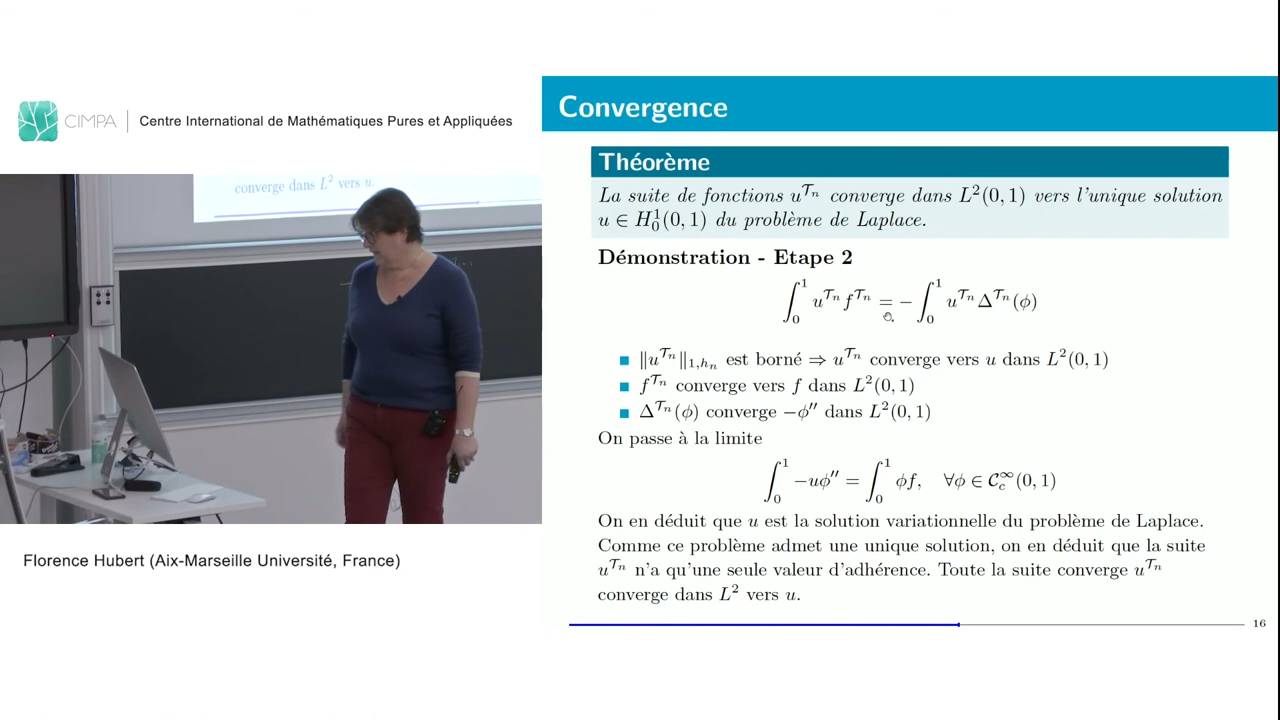 CIMPA
Centre International de Mathématiques Pures et Appliquées
converge dans L² vers u.
Florence Hubert (Aix-Marseille Université, France)
Convergence
Théorème
La suite de fonctions u^{𝒯_n} converge dans L²(0, 1) vers l'unique solution
u ∈ H¹₀(0, 1) du problème de Laplace.
Démonstration - Etape 2
∫₀¹ u^{𝒯_n} f^{𝒯_n} = − ∫₀¹ u^{𝒯_n} Δ^{𝒯_n}(ϕ)
■ ‖u^{𝒯_n}‖_{1,h_n} est borné ⇒ u^{𝒯_n} converge vers u dans L²(0, 1)
■ f^{𝒯_n} converge vers f dans L²(0, 1)
■ Δ^{𝒯_n}(ϕ) converge −ϕ′′ dans L²(0, 1)
On passe à la limite
∫₀¹ −uϕ′′ = ∫₀¹ ϕf, ∀ϕ ∈ 𝒞_c^∞(0, 1)
On en déduit que u est la solution variationnelle du problème de Laplace.
Comme ce problème admet une unique solution, on en déduit que la suite
u^{𝒯_n} n'a qu'une seule valeur d'adhérence. Toute la suite converge u^{𝒯_n}
converge dans L² vers u.
16